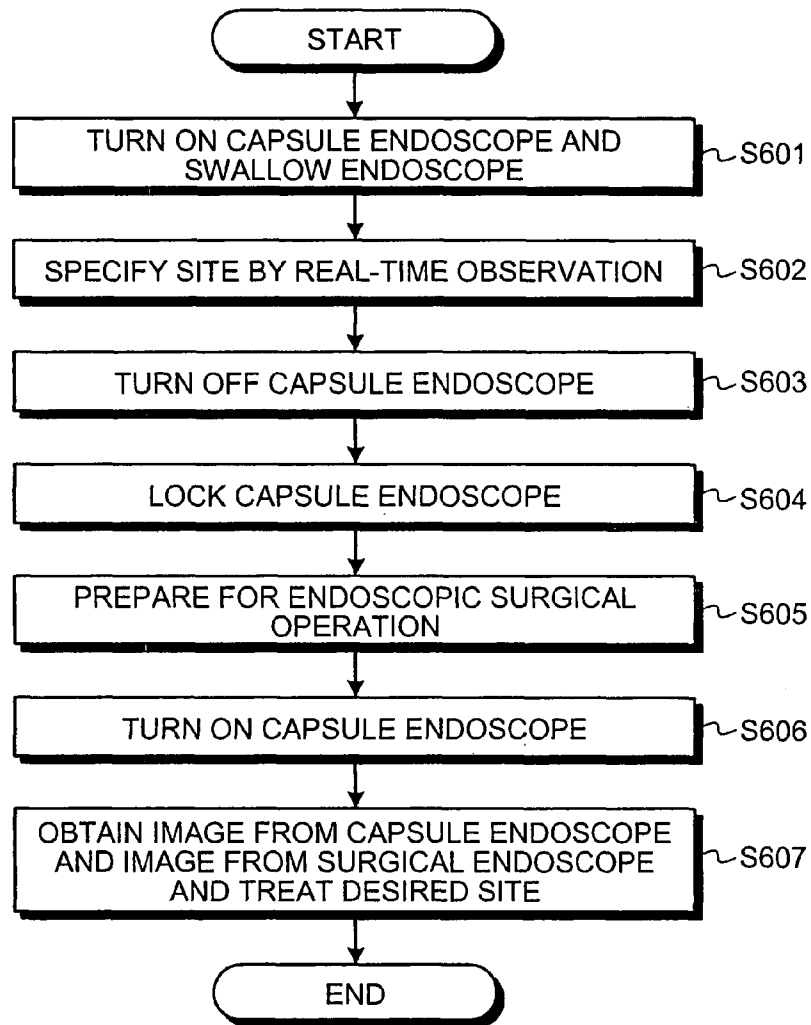 START
TURN ON CAPSULE ENDOSCOPE AND
SWALLOW ENDOSCOPE
S601
SPECIFY SITE BY REAL-TIME OBSERVATION
S602
TURN OFF CAPSULE ENDOSCOPE
S603
LOCK CAPSULE ENDOSCOPE
S604
PREPARE FOR ENDOSCOPIC SURGICAL
OPERATION
S605
TURN ON CAPSULE ENDOSCOPE
S606
OBTAIN IMAGE FROM CAPSULE ENDOSCOPE
AND IMAGE FROM SURGICAL ENDOSCOPE
AND TREAT DESIRED SITE
S607
END